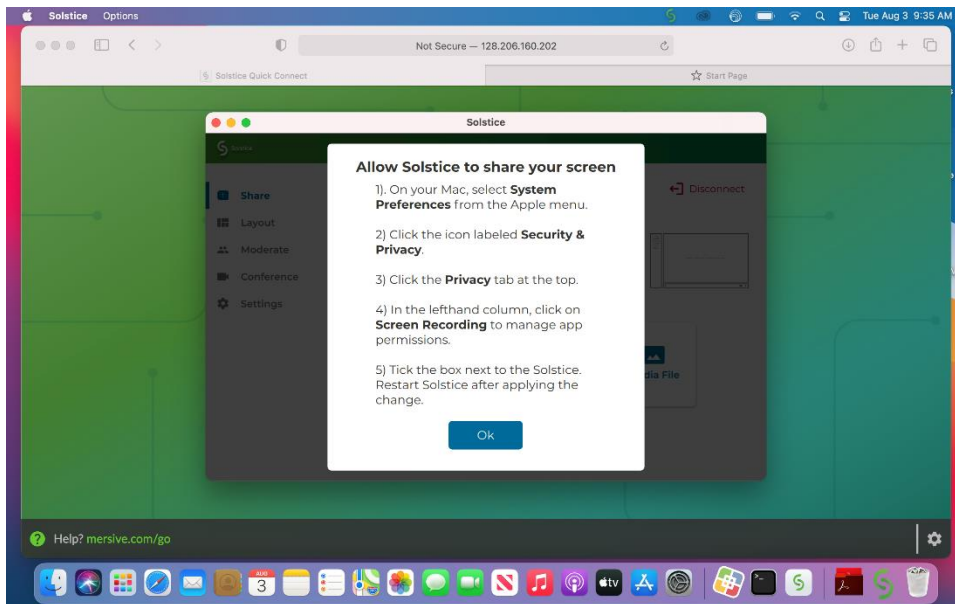 Solstice Options
Tue Aug 3 9:35 AM
Not Secure — 128.206.160.202
Solstice Quick Connect
Start Page
Solstice
Solstice
Allow Solstice to share your screen
1). On your Mac, select System
Preferences from the Apple menu.
2) Click the icon labeled Security &
Privacy.
3) Click the Privacy tab at the top.
4) In the lefthand column, click on
Screen Recording to manage app
permissions.
5) Tick the box next to the Solstice.
Restart Solstice after applying the
change.
Ok
Share
Layout
Moderate
Conference
Settings
Disconnect
dia File
? Help? mersive.com/go
AUG
3
tv